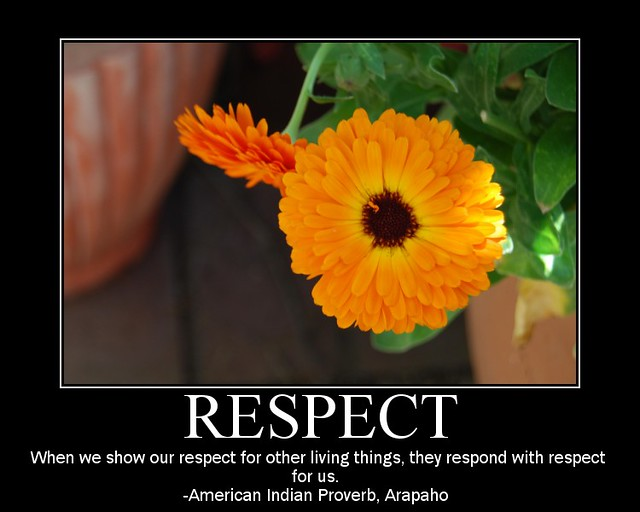 RESPECT
When we show our respect for other living things, they respond with respect
for us.
-American Indian Proverb, Arapaho